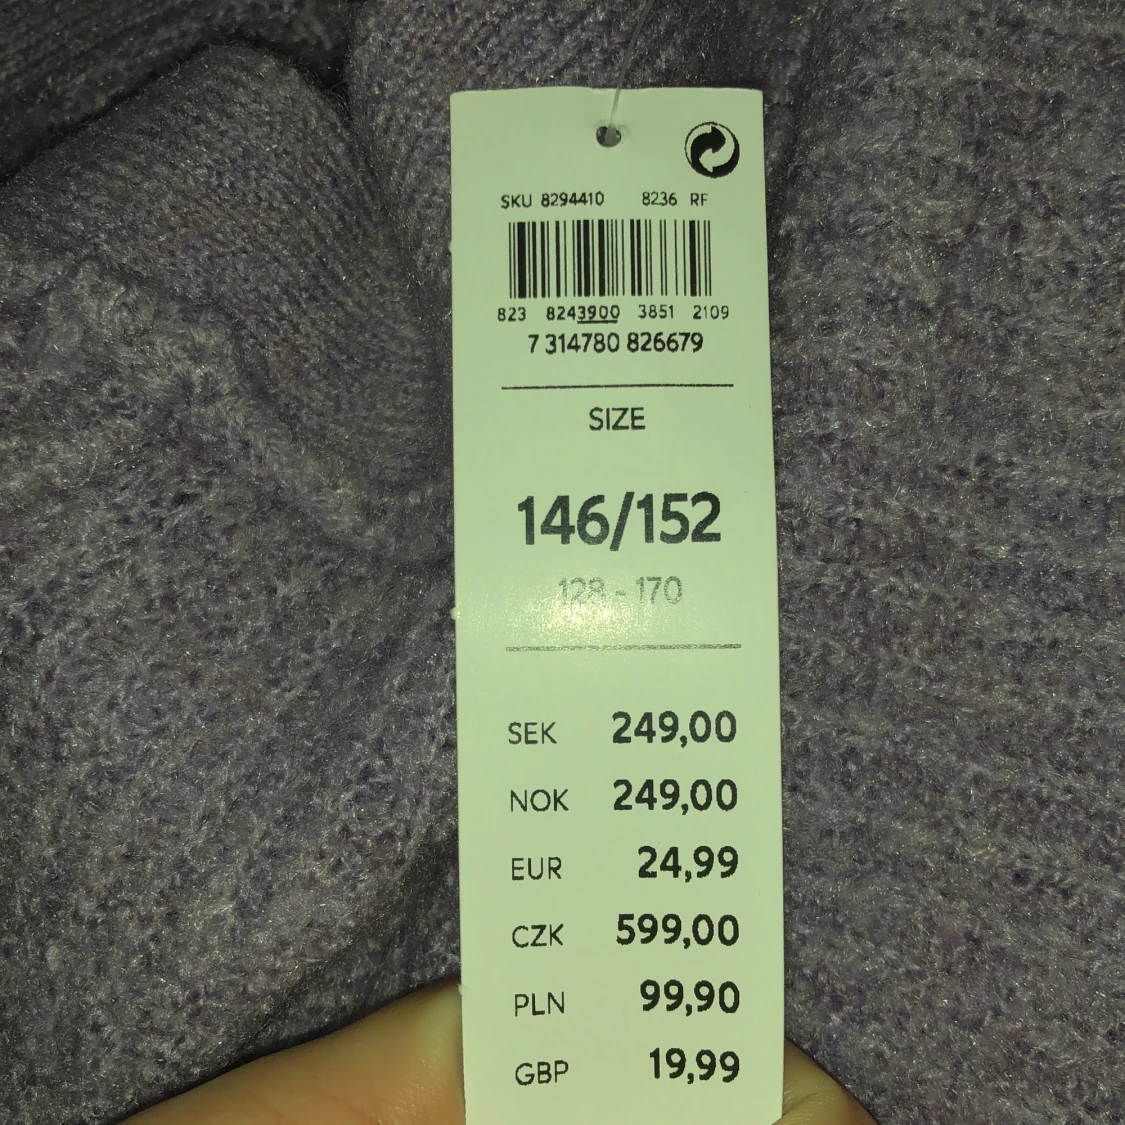 SKU 8294410 8236 RF
823 8243900 3851 2109
7 314780 826679
SIZE
146/152
128 - 170
SEK 249,00
NOK 249,00
EUR 24,99
CZK 599,00
PLN 99,90
GBP 19,99